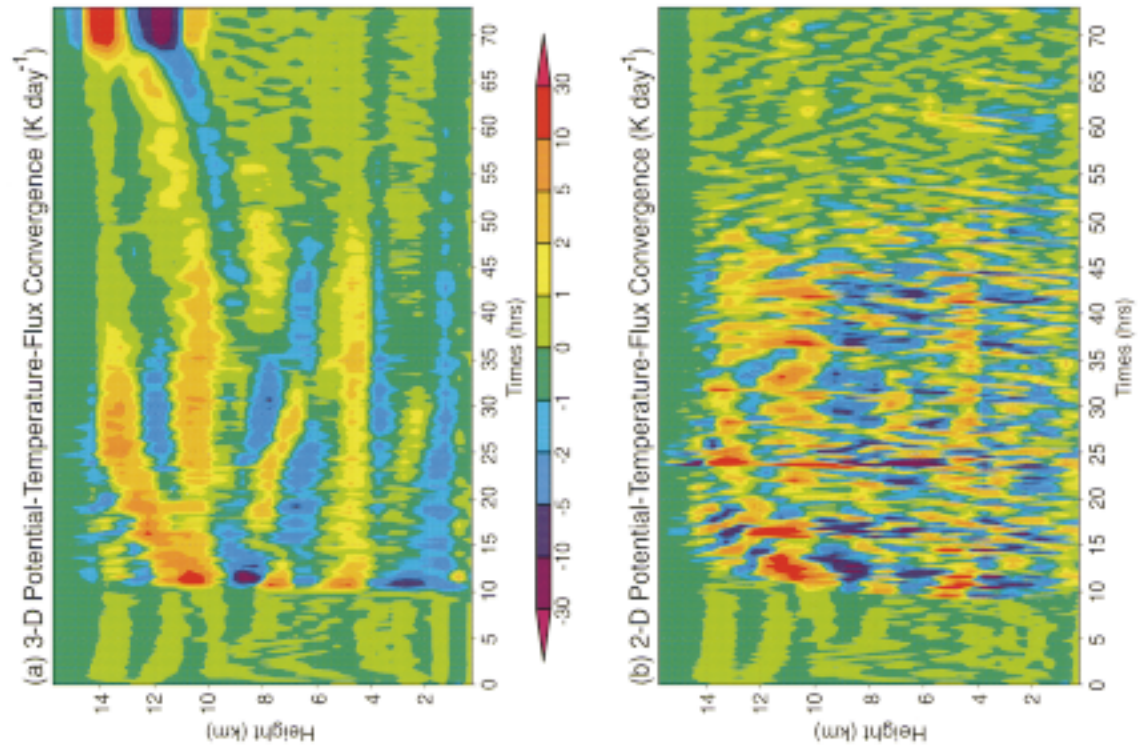 (a) 3-D Potential-Temperature-Flux Convergence (K day-1)
14
12
10
8
6
4
2
Height (km)
0 5 10 15 20 25 30 35 40 45 50 55 60 65 70
Times (hrs)
-30 -10 -5 -2 -1 0 1 2 5 10 30
(b) 2-D Potential-Temperature-Flux Convergence (K day-1)
14
12
10
8
6
4
2
Height (km)
0 5 10 15 20 25 30 35 40 45 50 55 60 65 70
Times (hrs)